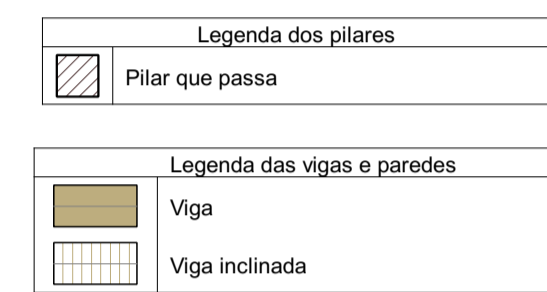 Legenda dos pilares
Pilar que passa
Legenda das vigas e paredes
Viga
Viga inclinada